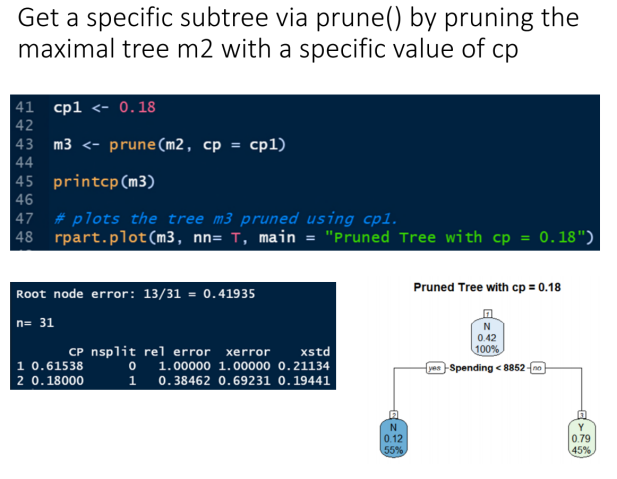 Get a specific subtree via prune() by pruning the
maximal tree m2 with a specific value of cp
41 cp1 <- 0.18
42
43 m3 <- prune(m2, cp = cp1)
44
45 printcp(m3)
46
47 # plots the tree m3 pruned using cp1.
48 rpart.plot(m3, nn= T, main = "Pruned Tree with cp = 0.18")
Root node error: 13/31 = 0.41935
n= 31
CP nsplit rel error xerror xstd
1 0.61538 0 1.00000 1.00000 0.21134
2 0.18000 1 0.38462 0.69231 0.19441
Pruned Tree with cp = 0.18
1
N
0.42
100%
yes Spending < 8852 no
2
N
0.12
55%
3
Y
0.79
45%